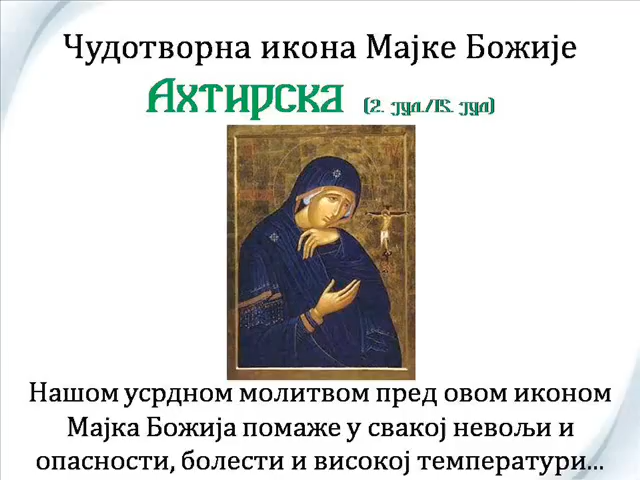 Чудотворна икона Мајке Божије
Ахтирска (2. јул/15. јул)
Нашом усрдном молитвом пред овом иконом
Мајка Божија помаже у свакој невољи и
опасности, болести и високој температури...